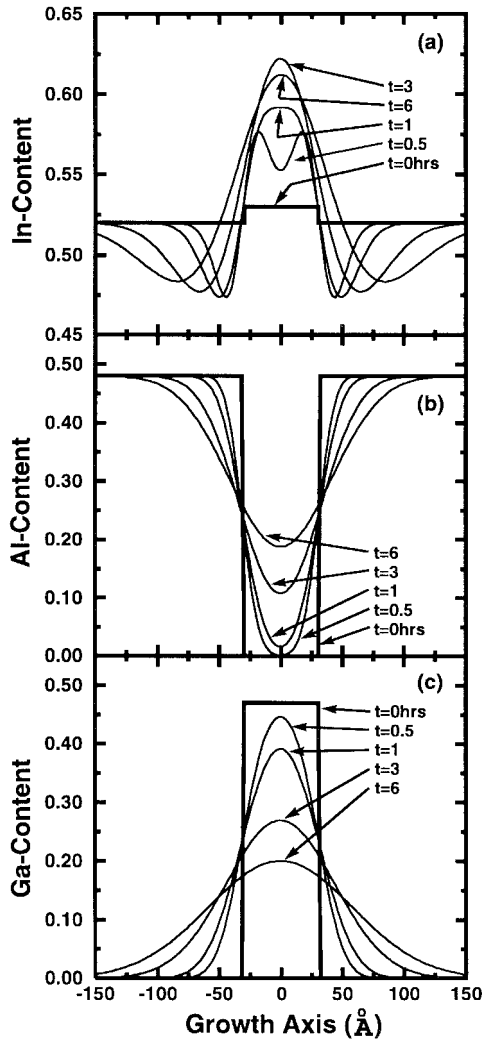 (a)
0.65
0.60
0.55
0.50
0.45
In-Content
t=3
t=6
t=1
t=0.5
t=0hrs
(b)
0.50
0.40
0.30
0.20
0.10
0.00
Al-Content
t=6
t=3
t=1
t=0.5
t=0hrs
(c)
0.50
0.40
0.30
0.20
0.10
0.00
Ga-Content
t=0hrs
t=0.5
t=1
t=3
t=6
-150 -100 -50 0 50 100 150
Growth Axis (Å)